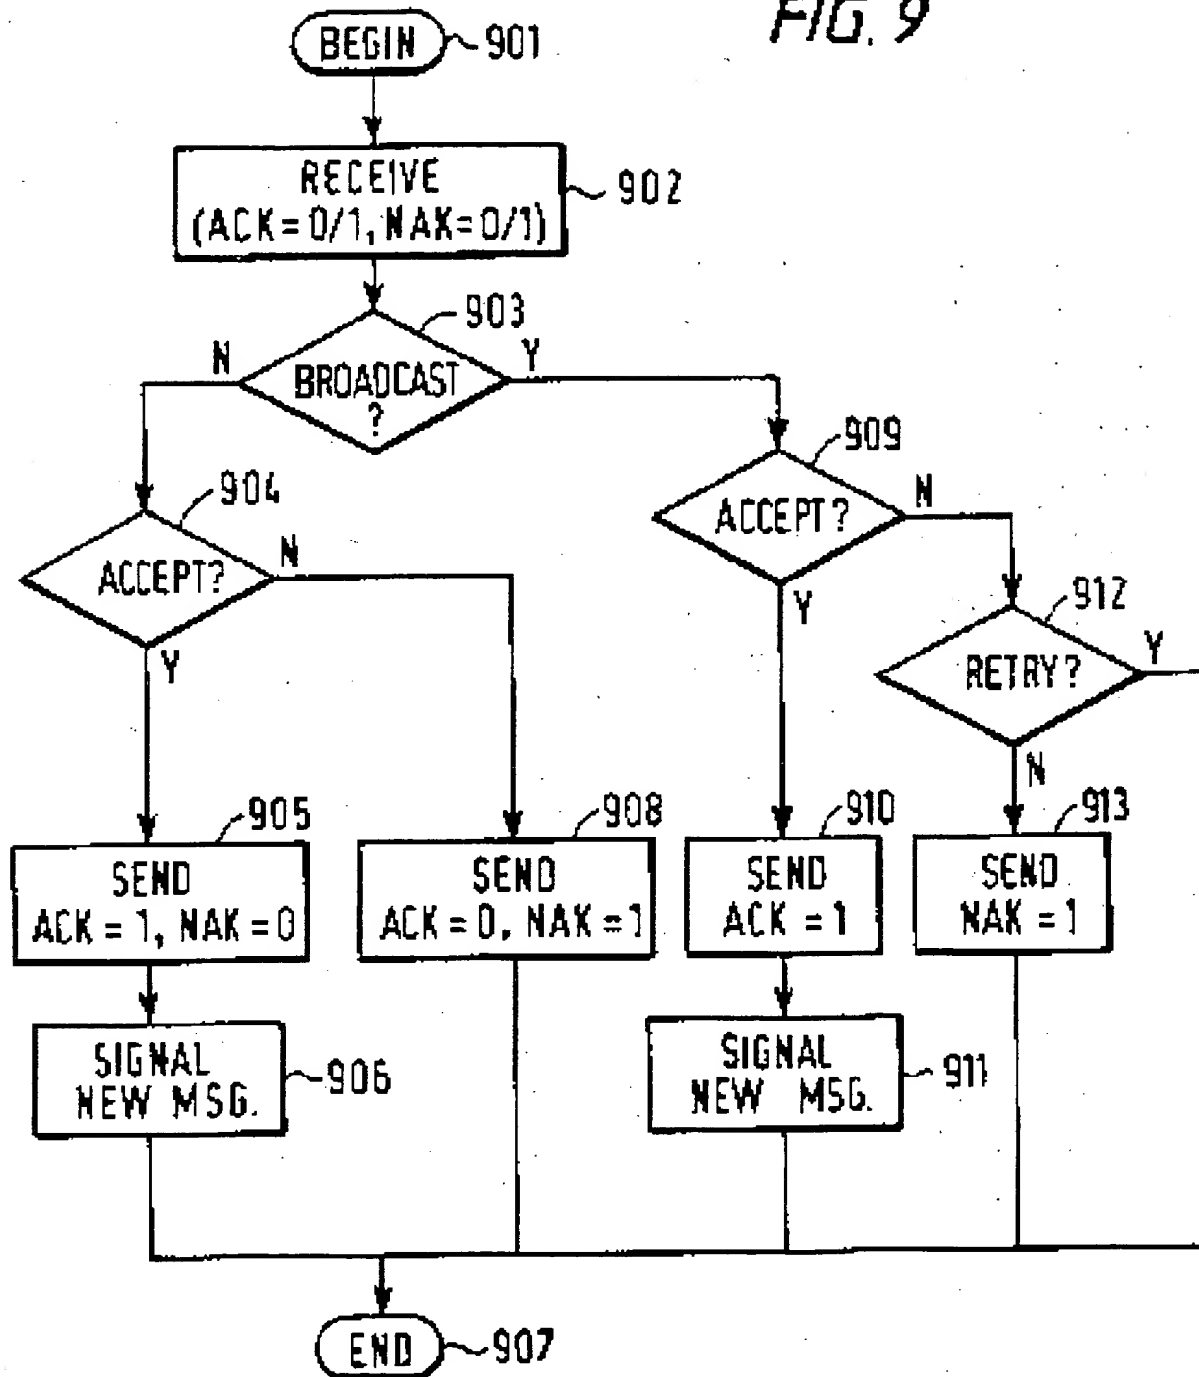 FIG. 9
BEGIN 901
RECEIVE
(ACK = 0/1, NAK = 0/1)
902
903
N
Y
BROADCAST
?
904
ACCEPT?
N
Y
909
ACCEPT?
N
Y
912
RETRY?
Y
N
905
SEND
ACK = 1, NAK = 0
908
SEND
ACK = 0, NAK = 1
910
SEND
ACK = 1
913
SEND
NAK = 1
SIGNAL
NEW MSG.
906
SIGNAL
NEW MSG.
911
END 907